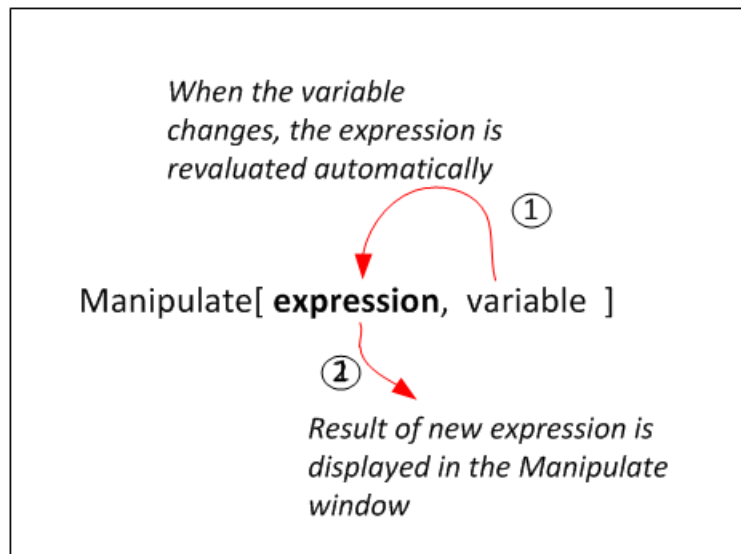 When the variable
changes, the expression is
revaluated automatically
1
Manipulate[ expression, variable ]
Result of new expression is
displayed in the Manipulate
window